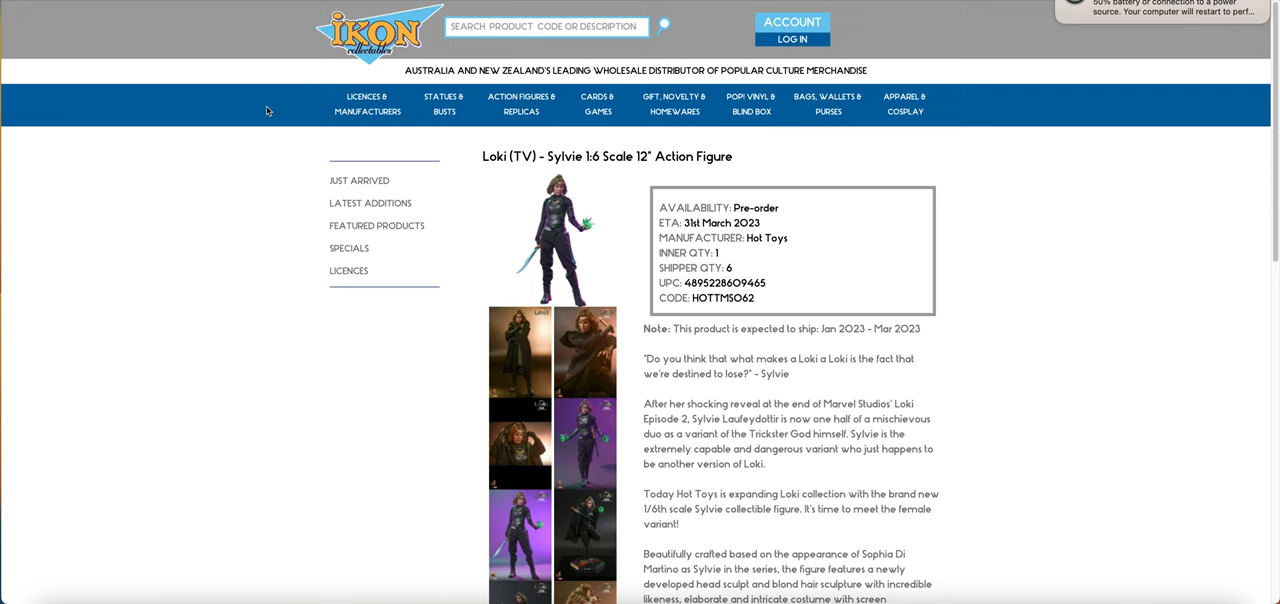 50% battery or connection to a power
source. Your computer will restart to perf...
iKON
collectables
SEARCH PRODUCT CODE OR DESCRIPTION
ACCOUNT
LOG IN
AUSTRALIA AND NEW ZEALAND'S LEADING WHOLESALE DISTRIBUTOR OF POPULAR CULTURE MERCHANDISE
LICENCES &
MANUFACTURERS
STATUES &
BUSTS
ACTION FIGURES &
REPLICAS
CARDS &
GAMES
GIFT, NOVELTY &
HOMEWARES
POP! VINYL &
BLIND BOX
BAGS, WALLETS &
PURSES
APPAREL &
COSPLAY
JUST ARRIVED
LATEST ADDITIONS
FEATURED PRODUCTS
SPECIALS
LICENCES
Loki (TV) - Sylvie 1:6 Scale 12" Action Figure
AVAILABILITY: Pre-order
ETA: 31st March 2023
MANUFACTURER: Hot Toys
INNER QTY: 1
SHIPPER QTY: 6
UPC: 4895228609465
CODE: HOTTMS062
Note: This product is expected to ship: Jan 2023 - Mar 2023
"Do you think that what makes a Loki a Loki is the fact that
we're destined to lose?" - Sylvie
After her shocking reveal at the end of Marvel Studios' Loki
Episode 2, Sylvie Laufeydottir is now one half of a mischievous
duo as a variant of the Trickster God himself. Sylvie is the
extremely capable and dangerous variant who just happens to
be another version of Loki.
Today Hot Toys is expanding Loki collection with the brand new
1/6th scale Sylvie collectible figure. It's time to meet the female
variant!
Beautifully crafted based on the appearance of Sophia Di
Martino as Sylvie in the series, the figure features a newly
developed head sculpt and blond hair sculpture with incredible
likeness, elaborate and intricate costume with screen